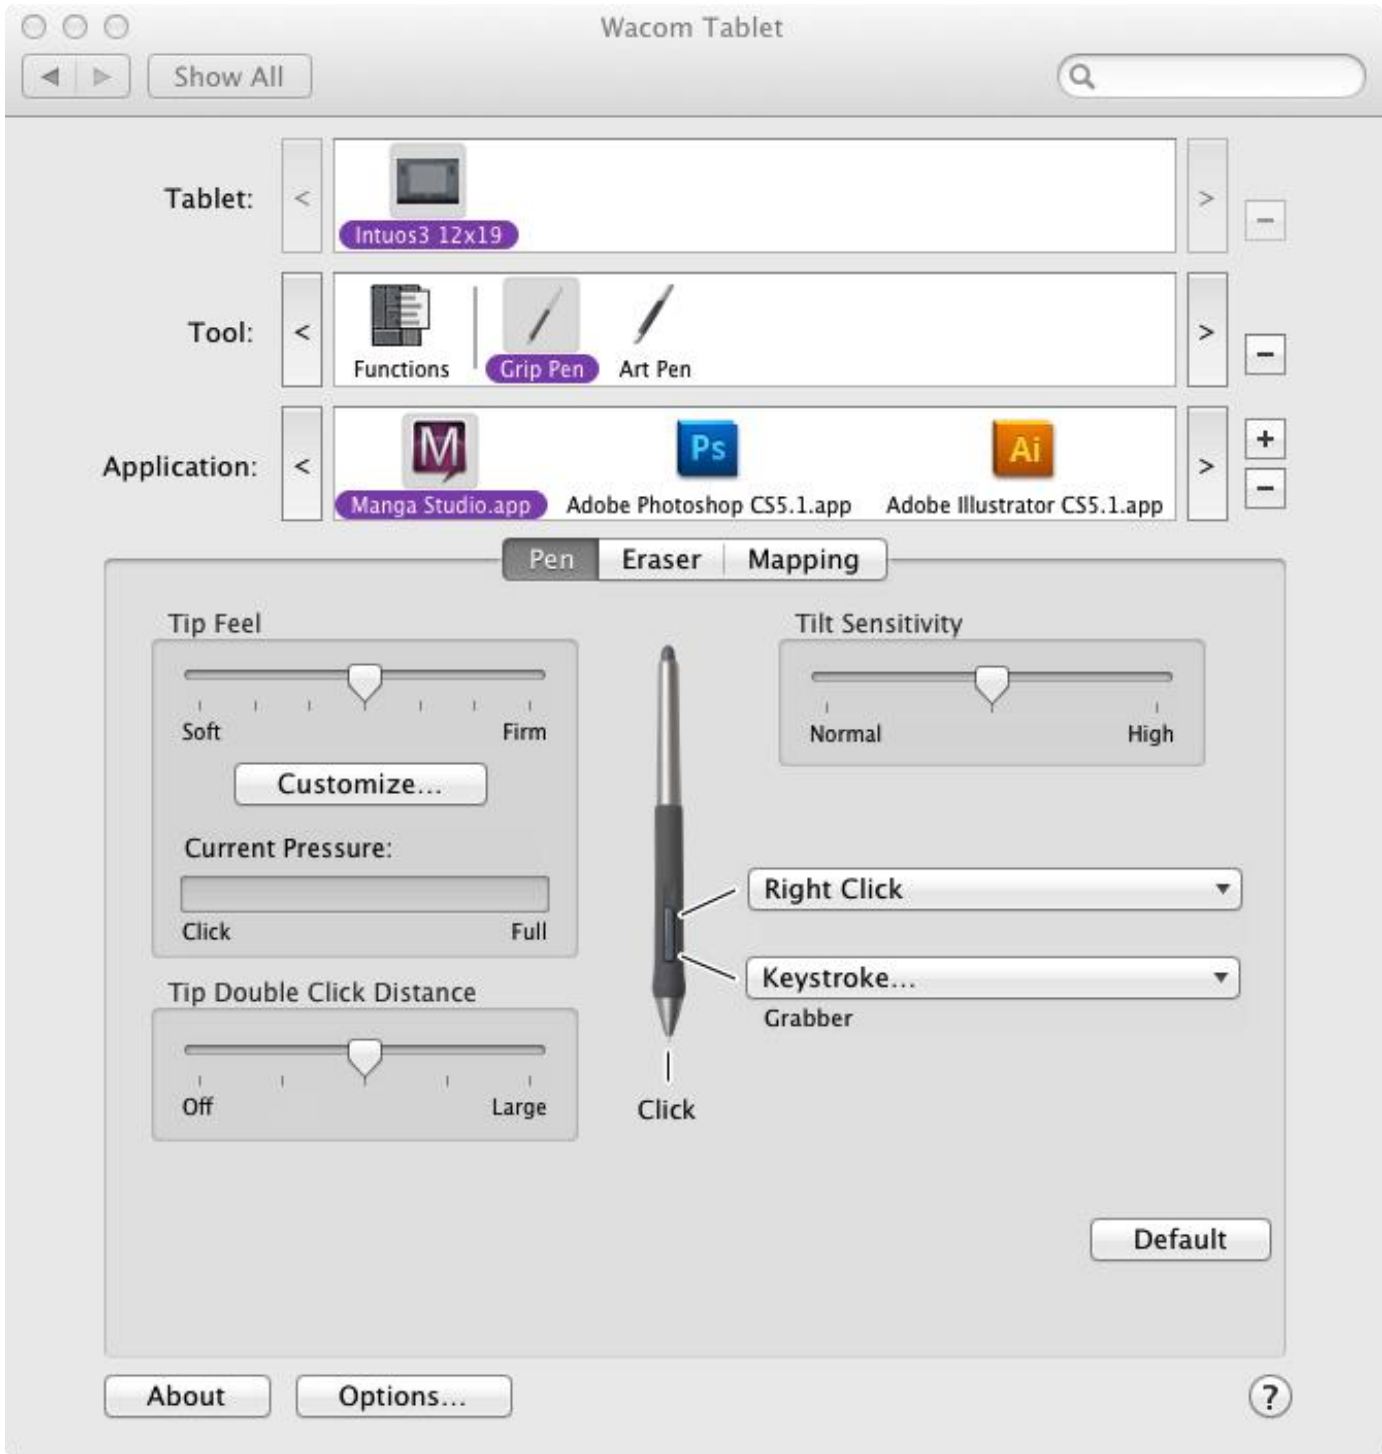 Wacom Tablet
Show All
Tablet:
<
Intuos3 12x19
>
−
Tool:
<
Functions
Grip Pen
Art Pen
>
−
Application:
<
M
Manga Studio.app
Ps
Adobe Photoshop CS5.1.app
Ai
Adobe Illustrator CS5.1.app
>
+
−
Pen Eraser Mapping
Tip Feel
Soft Firm
Customize...
Current Pressure:
Click Full
Tip Double Click Distance
Off Large
Click
Tilt Sensitivity
Normal High
Right Click
Keystroke...
Grabber
Default
About
Options...
?